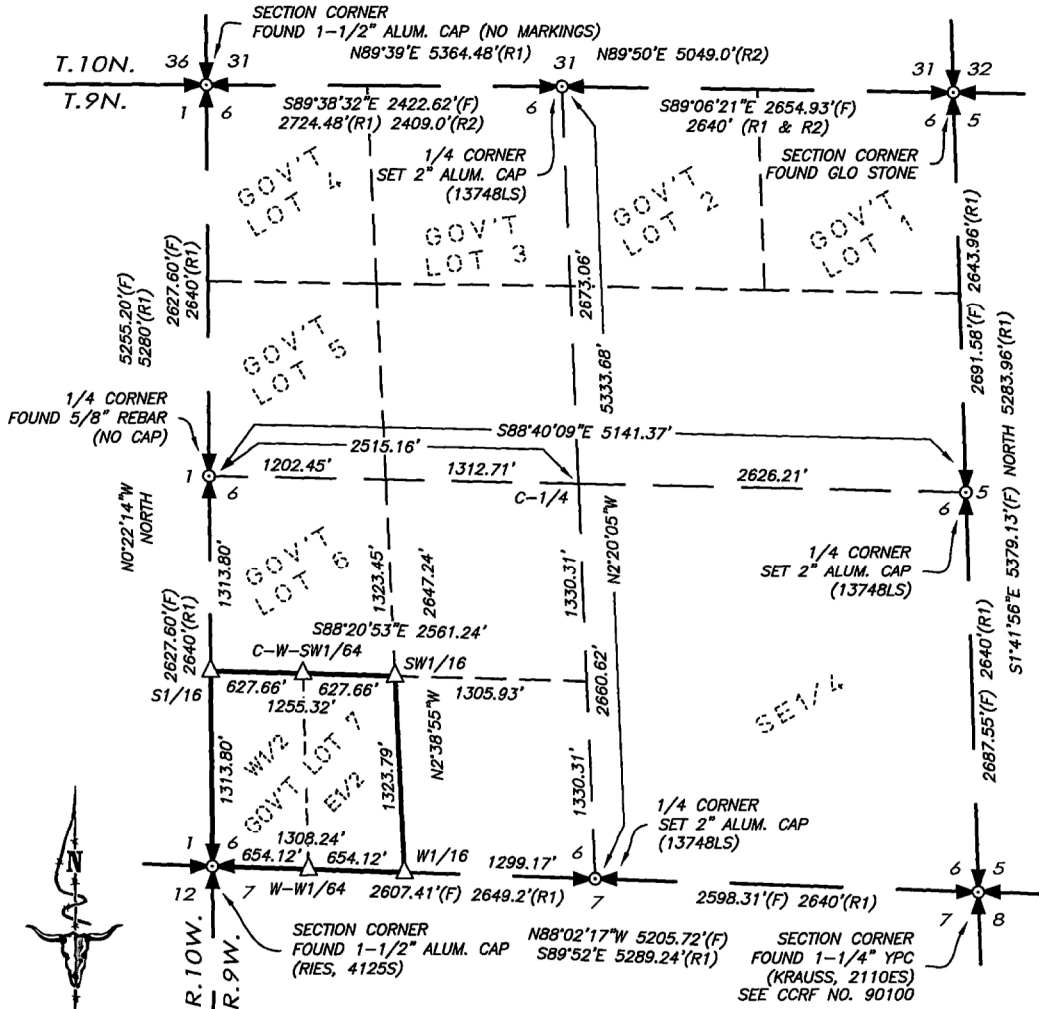 SECTION CORNER
FOUND 1-1/2" ALUM. CAP (NO MARKINGS)
N89°39'E 5364.48'(R1)
N89°50'E 5049.0'(R2)
T.10N.
36
31
31
31
32
T.9N.
1
6
6
6
5
S89°38'32"E 2422.62'(F)
2724.48'(R1) 2409.0'(R2)
S89°06'21"E 2654.93'(F)
2640' (R1 & R2)
1/4 CORNER
SET 2" ALUM. CAP
(13748LS)
SECTION CORNER
FOUND GLO STONE
GOV'T
LOT 4
GOV'T
LOT 3
GOV'T
LOT 2
GOV'T
LOT 1
5255.20'(F)
5280'(R1)
2627.60'(F)
2640'(R1)
2673.06'
5333.68'
2691.58'(F) 2643.96'(R1)
S1°41'56"E 5379.13'(F) NORTH 5283.96'(R1)
GOV'T
LOT 5
1/4 CORNER
FOUND 5/8" REBAR
(NO CAP)
S88°40'09"E 5141.37'
2515.16'
1202.45'
1312.71'
2626.21'
1
6
C-1/4
5
6
N0°22'14"W
NORTH
1/4 CORNER
SET 2" ALUM. CAP
(13748LS)
GOV'T
LOT 6
1313.80'
1323.45'
2647.24'
1330.31'
N2°20'05"W
2627.60'(F)
2640'(R1)
S88°20'53"E 2561.24'
C-W-SW1/64
SW1/16
S1/16
627.66'
627.66'
1305.93'
1255.32'
2660.62'
SE1/4
2687.55'(F) 2640'(R1)
1313.80'
W1/2
GOV'T LOT 7
E1/2
1323.79'
N2°38'55"W
1330.31'
1/4 CORNER
SET 2" ALUM. CAP
(13748LS)
N
1
6
1308.24'
654.12'
654.12'
W1/16
1299.17'
6
6
5
12
7
W-W1/64
2607.41'(F) 2649.2'(R1)
7
2598.31'(F) 2640'(R1)
7
8
R.10W.
R.9W.
SECTION CORNER
FOUND 1-1/2" ALUM. CAP
(RIES, 4125S)
N88°02'17"W 5205.72'(F)
S89°52'E 5289.24'(R1)
SECTION CORNER
FOUND 1-1/4" YPC
(KRAUSS, 2110ES)
SEE CCRF NO. 90100